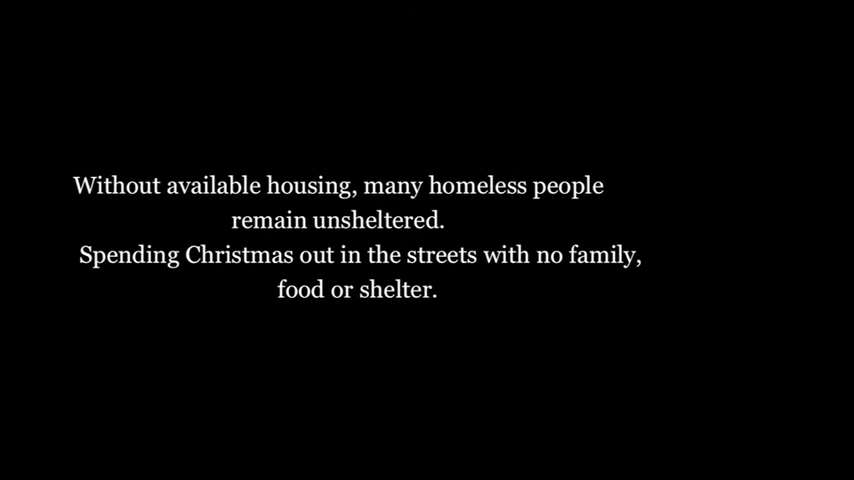 Without available housing, many homeless people
remain unsheltered.
Spending Christmas out in the streets with no family,
food or shelter.